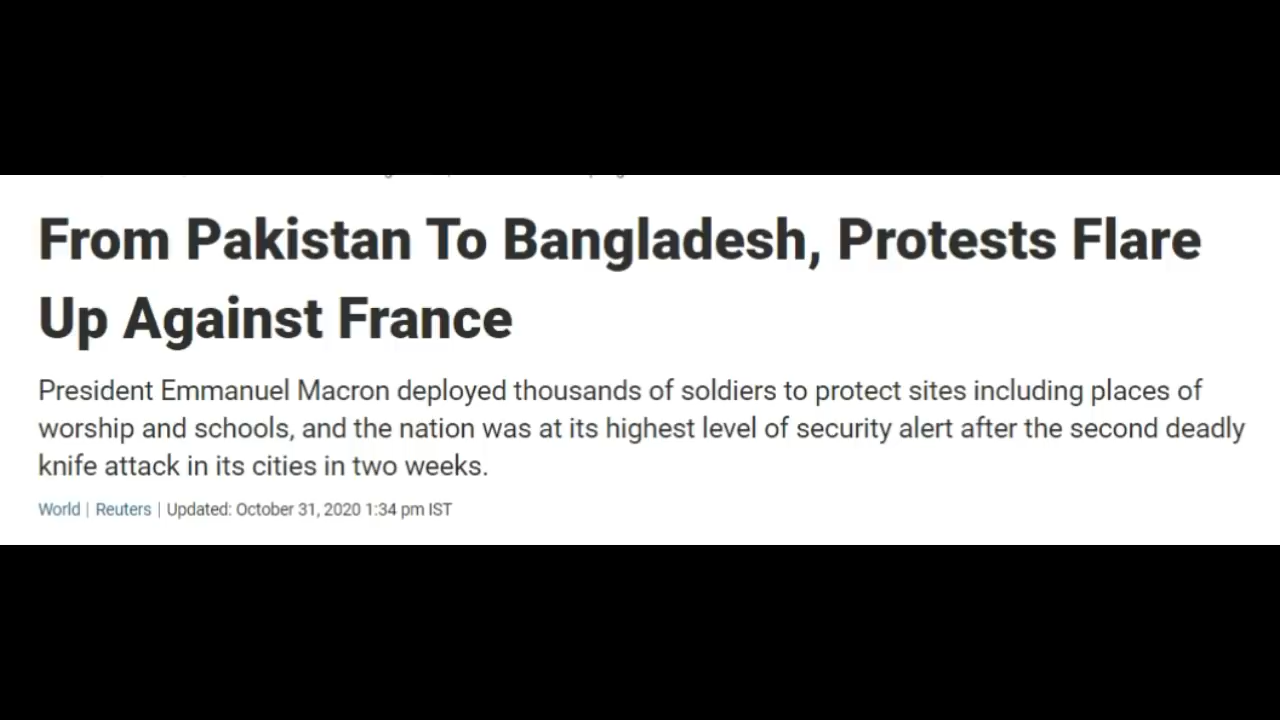 From Pakistan To Bangladesh, Protests Flare
Up Against France
President Emmanuel Macron deployed thousands of soldiers to protect sites including places of
worship and schools, and the nation was at its highest level of security alert after the second deadly
knife attack in its cities in two weeks.
World | Reuters | Updated: October 31, 2020 1:34 pm IST